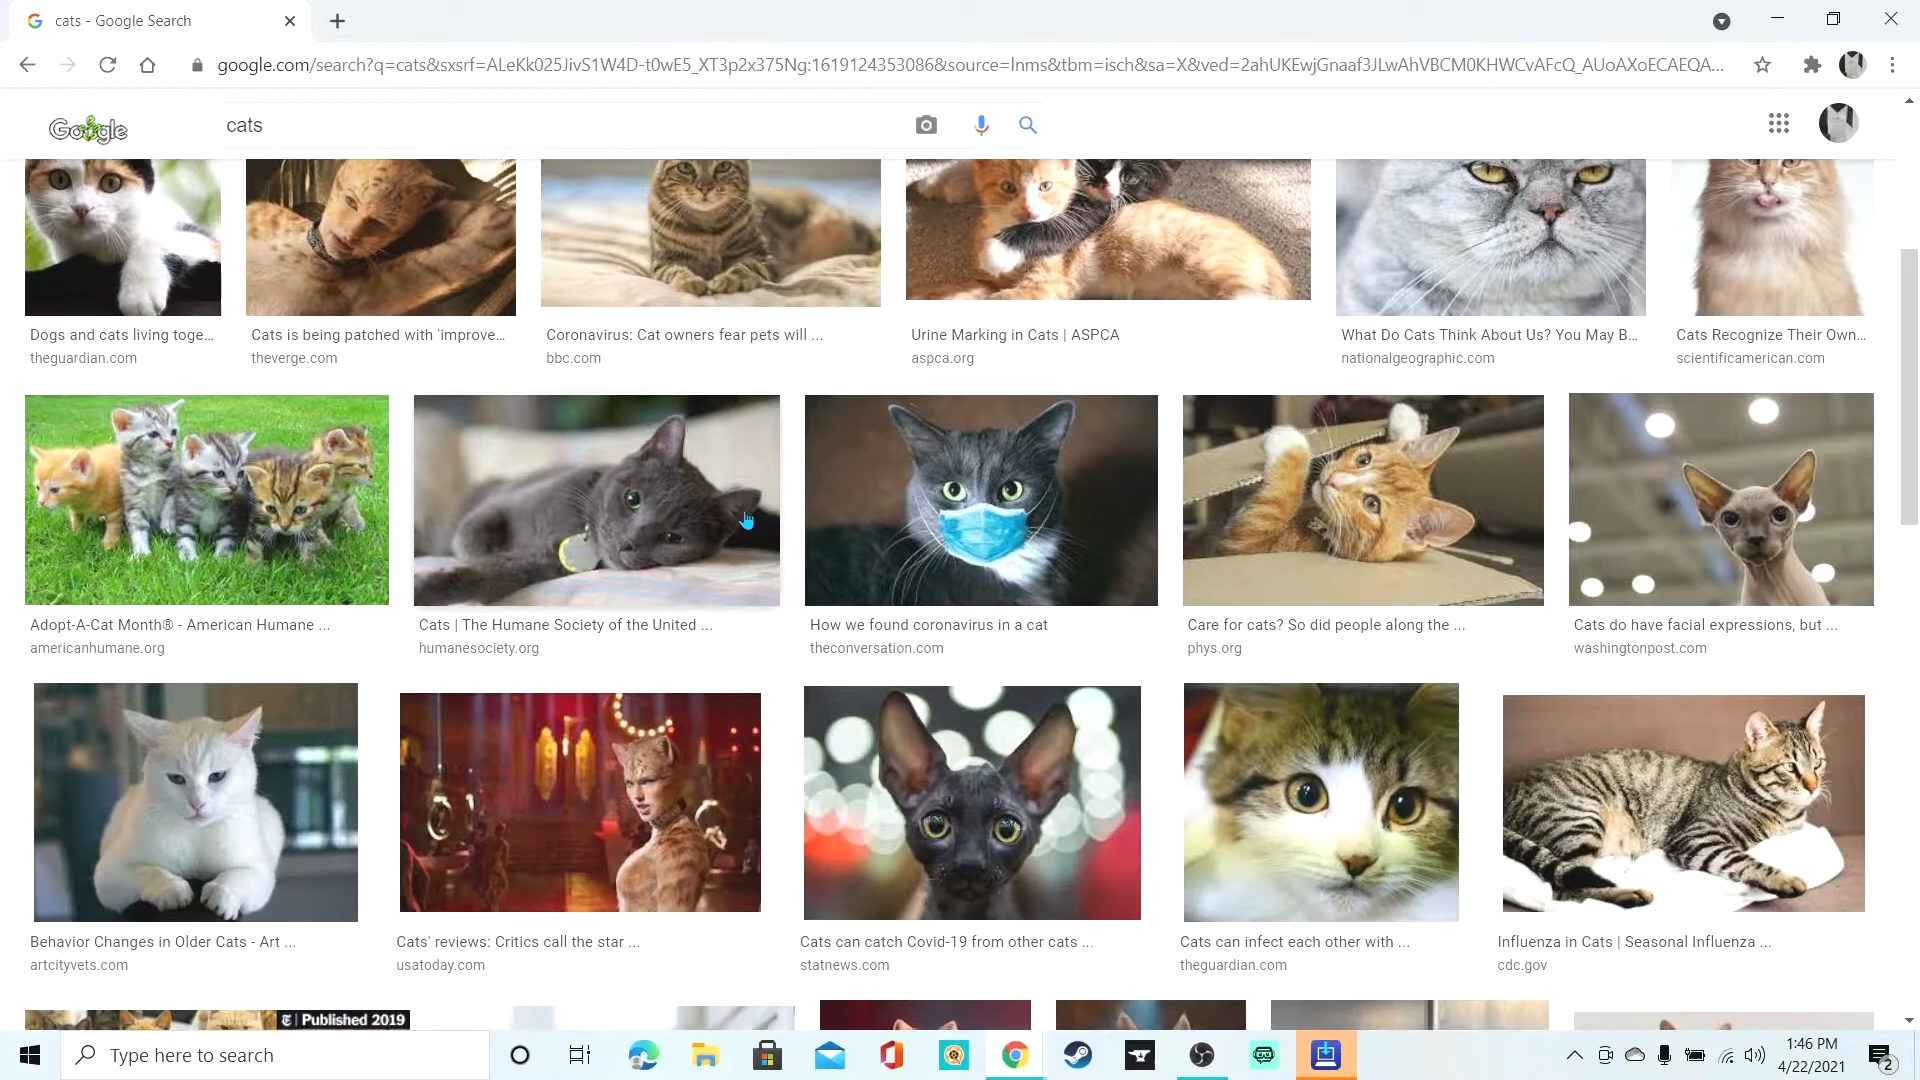 cats - Google Search
google.com/search?q=cats&sxsrf=ALeKk025JivS1W4D-t0wE5_XT3p2x375Ng:1619124353086&source=lnms&tbm=isch&sa=X&ved=2ahUKEwjGnaaf3JLwAhVBCM0KHWCvAFcQ_AUoAXoECAEQA...
Google
cats
Dogs and cats living toge...
theguardian.com
Cats is being patched with 'improve...
theverge.com
Coronavirus: Cat owners fear pets will ...
bbc.com
Urine Marking in Cats | ASPCA
aspca.org
What Do Cats Think About Us? You May B...
nationalgeographic.com
Cats Recognize Their Own...
scientificamerican.com
Adopt-A-Cat Month® - American Humane ...
americanhumane.org
Cats | The Humane Society of the United ...
humanesociety.org
How we found coronavirus in a cat
theconversation.com
Care for cats? So did people along the ...
phys.org
Cats do have facial expressions, but ...
washingtonpost.com
Behavior Changes in Older Cats - Art ...
artcityvets.com
Cats' reviews: Critics call the star ...
usatoday.com
Cats can catch Covid-19 from other cats ...
statnews.com
Cats can infect each other with ...
theguardian.com
Influenza in Cats | Seasonal Influenza ...
cdc.gov
Published 2019
Type here to search
1:46 PM
4/22/2021
2